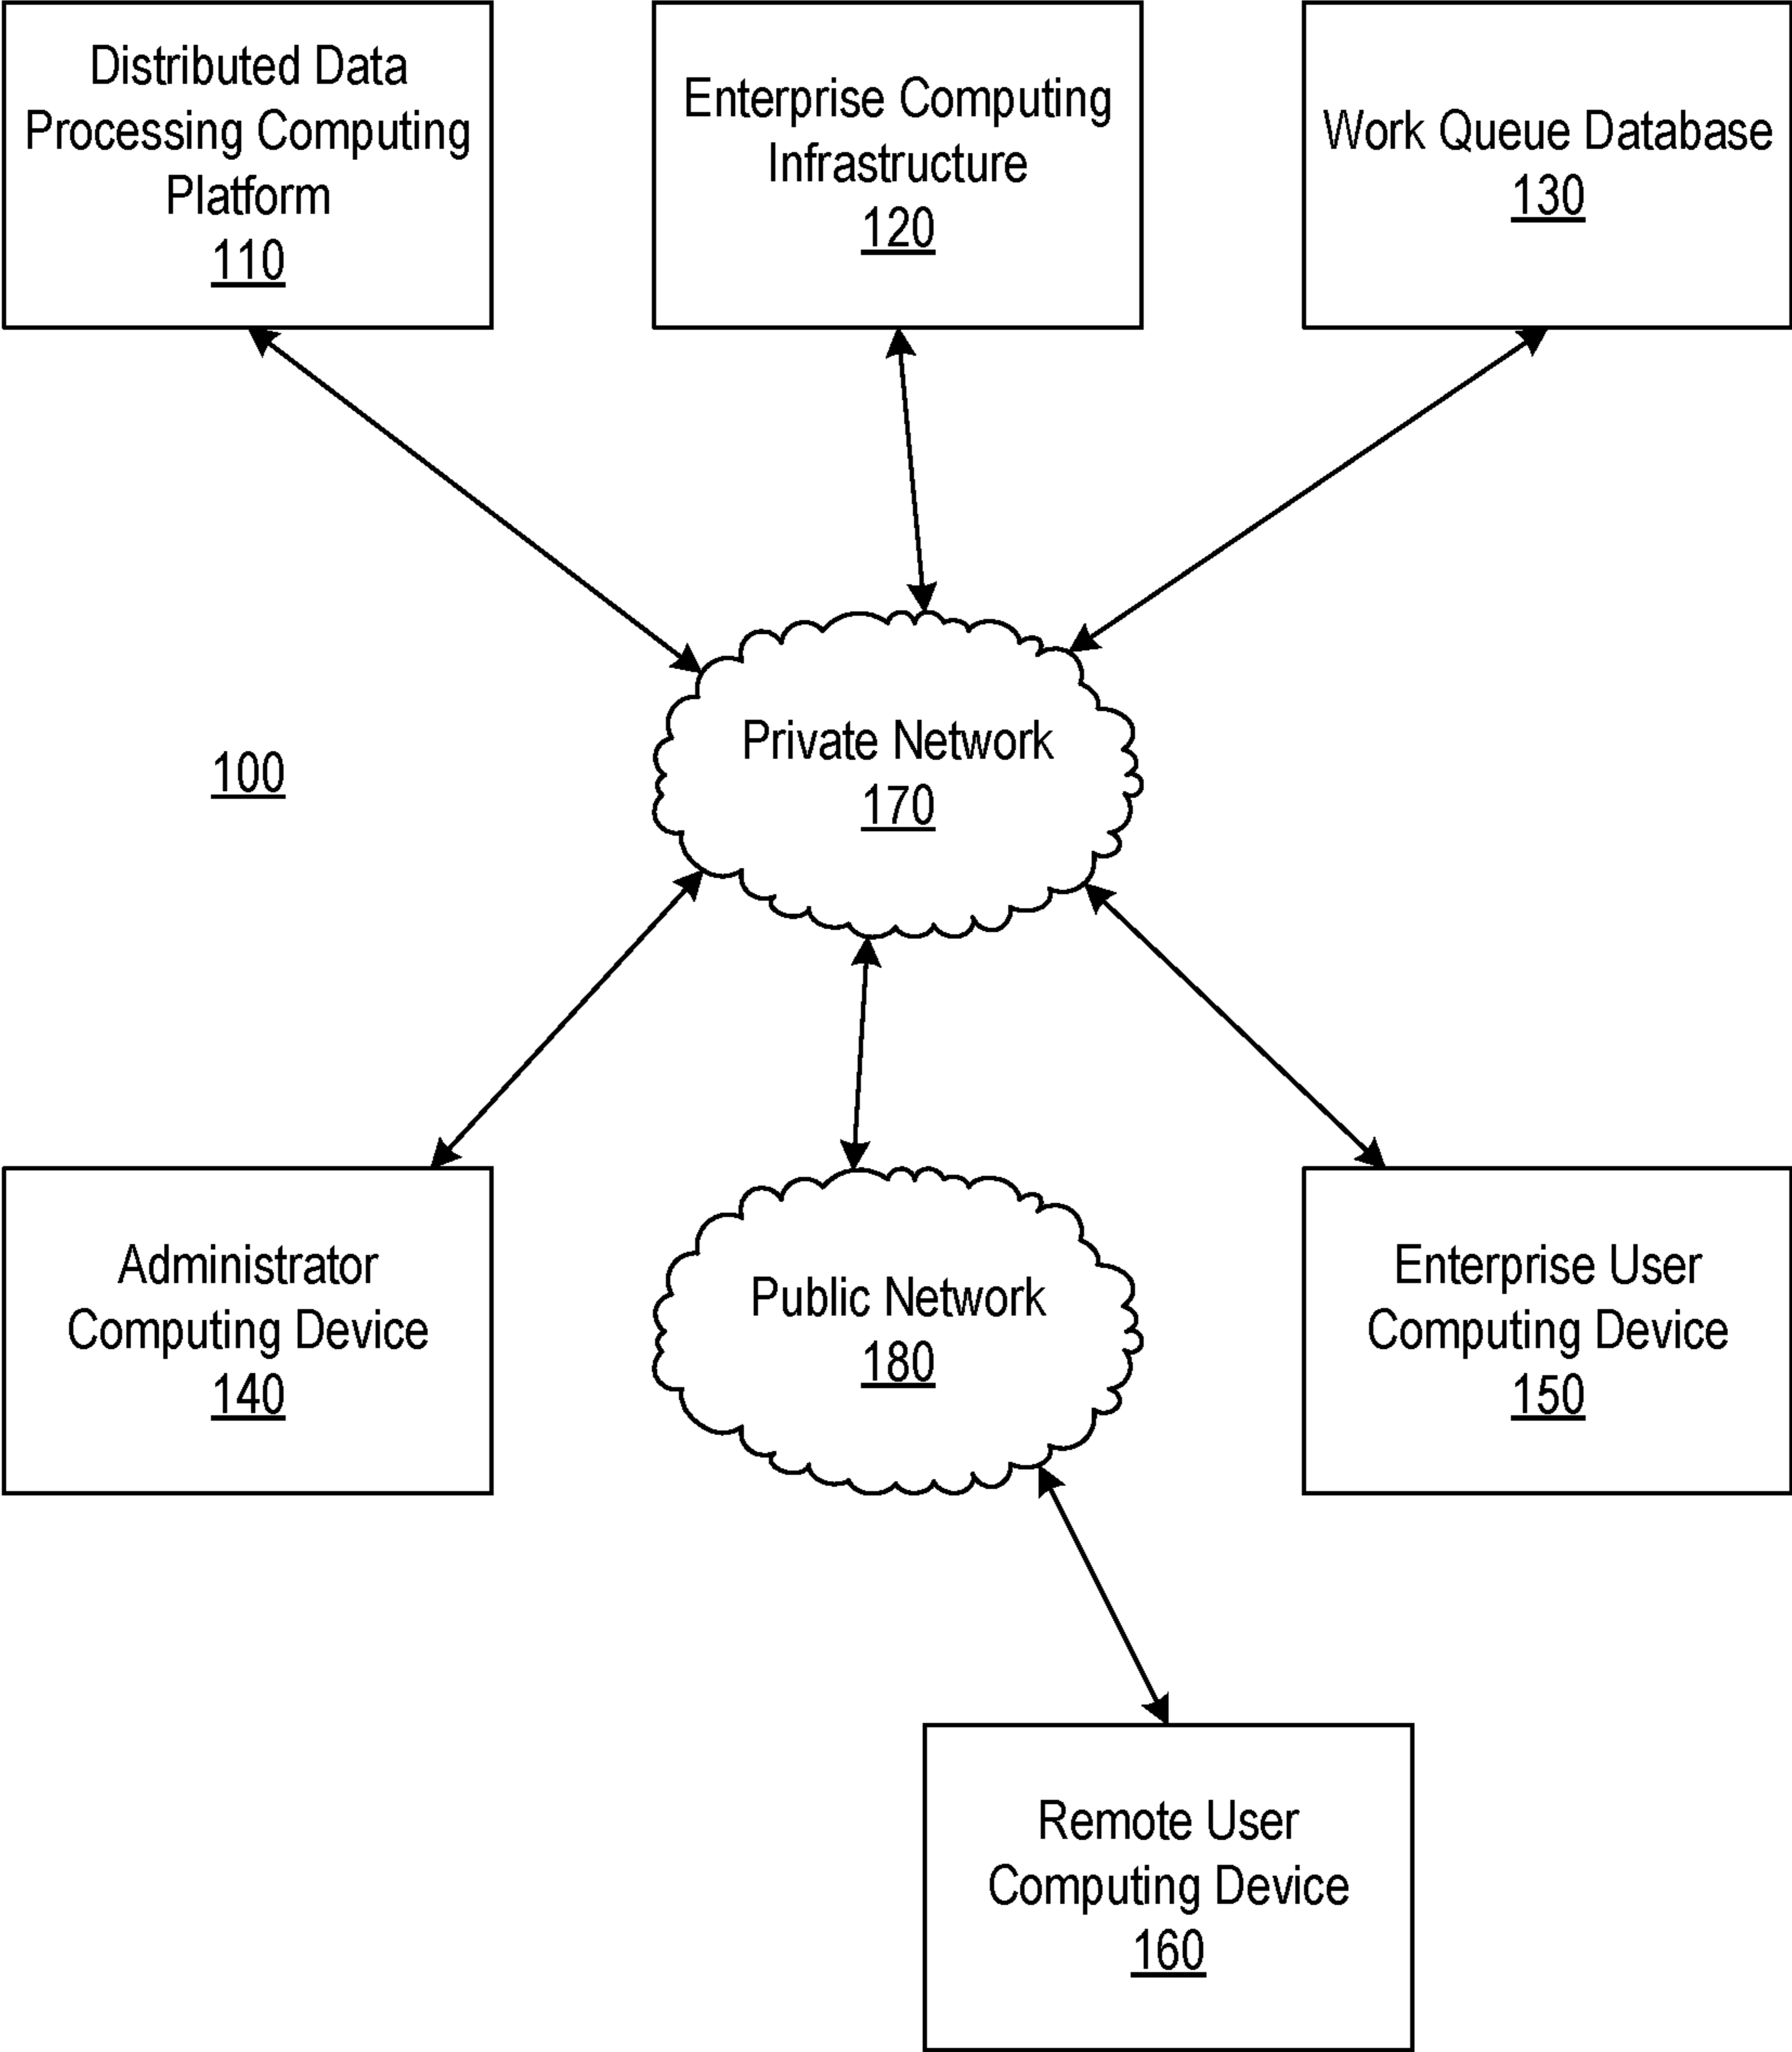 Distributed Data
Processing Computing
Platform
110
Enterprise Computing
Infrastructure
120
Work Queue Database
130
Private Network
170
100
Administrator
Computing Device
140
Public Network
180
Enterprise User
Computing Device
150
Remote User
Computing Device
160